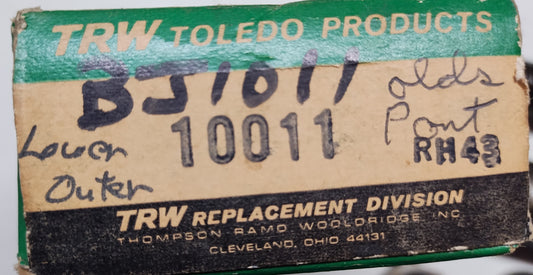 TRW TOLEDO PRODUCTS
BJ1011
olds
Pont
10011
RH43
Lower
Outer
TRW REPLACEMENT DIVISION
THOMPSON RAMO WOOLDRIDGE INC.
CLEVELAND, OHIO 44131